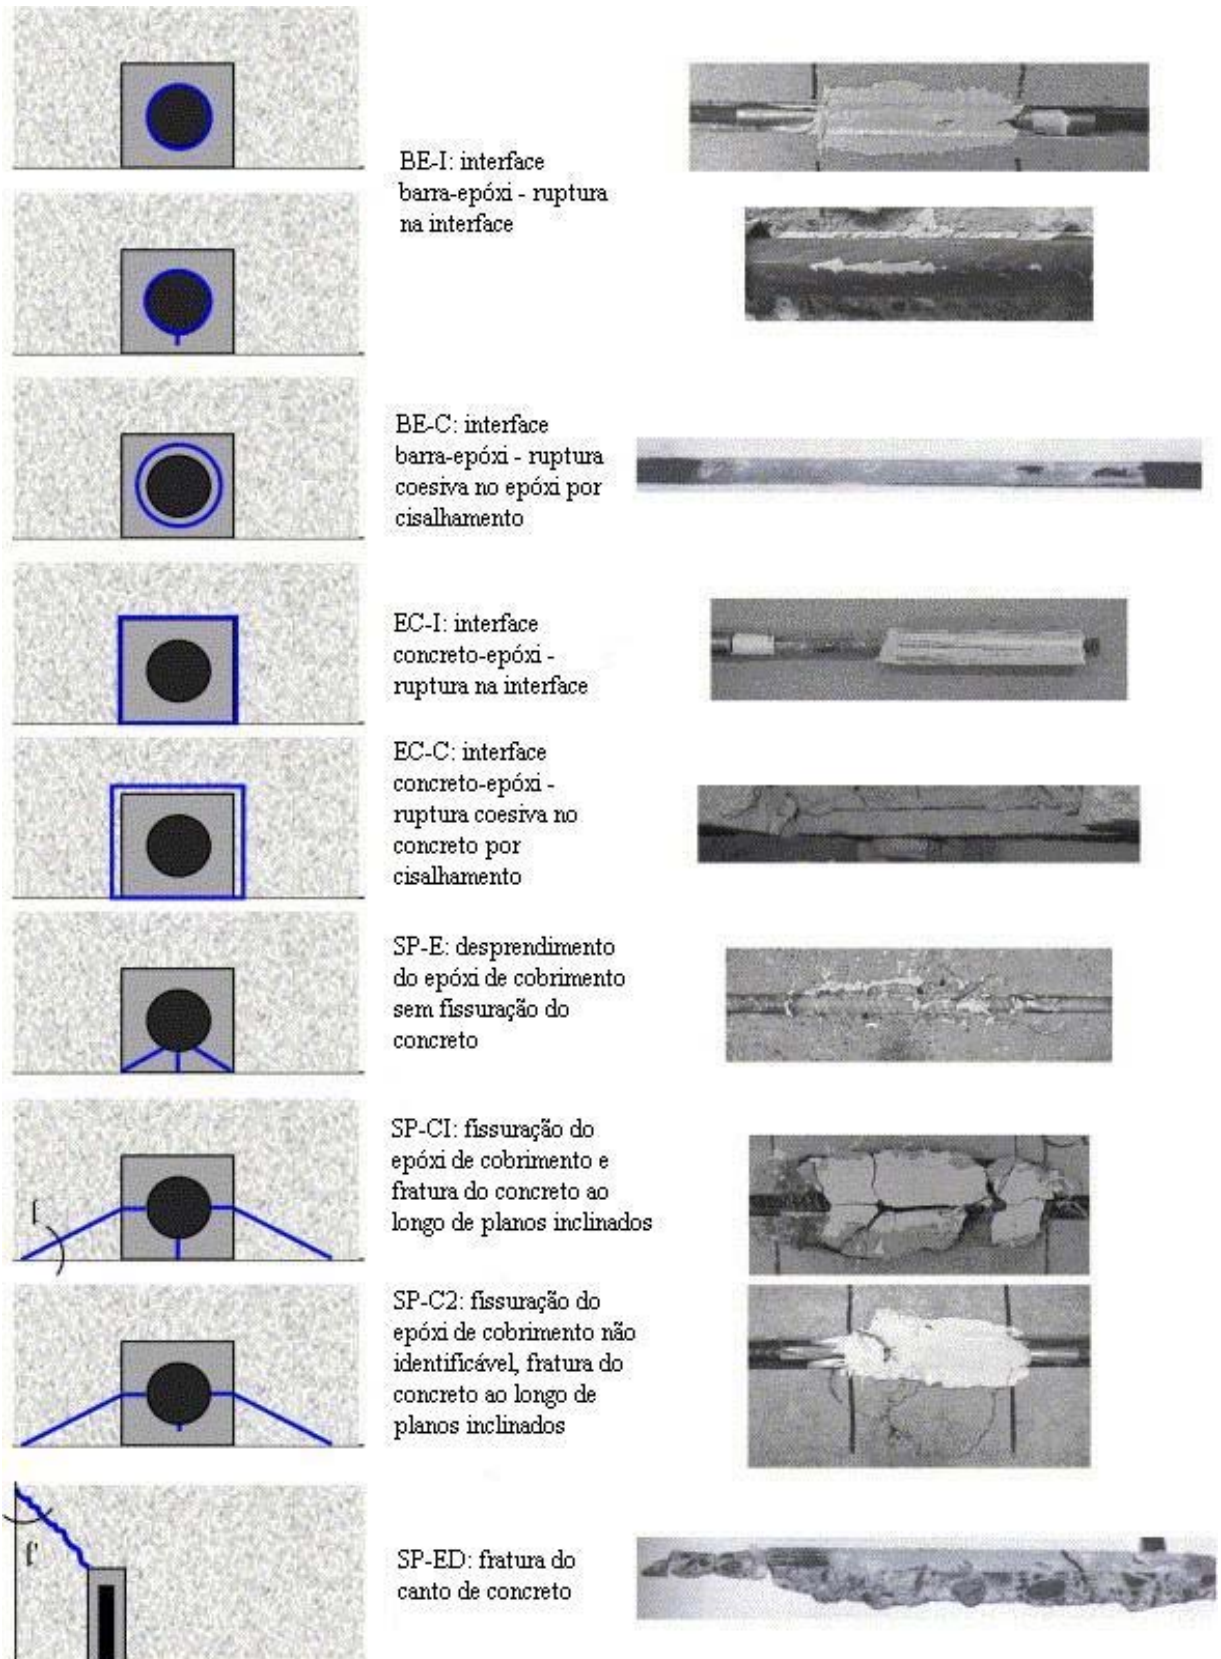 BE-I: interface
barra-epóxi - ruptura
na interface
BE-C: interface
barra-epóxi - ruptura
coesiva no epóxi por
cisalhamento
EC-I: interface
concreto-epóxi -
ruptura na interface
EC-C: interface
concreto-epóxi -
ruptura coesiva no
concreto por
cisalhamento
SP-E: desprendimento
do epóxi de cobrimento
sem fissuração do
concreto
SP-CI: fissuração do
epóxi de cobrimento e
fratura do concreto ao
longo de planos inclinados
f
SP-C2: fissuração do
epóxi de cobrimento não
identificável, fratura do
concreto ao longo de
planos inclinados
f'
SP-ED: fratura do
canto de concreto